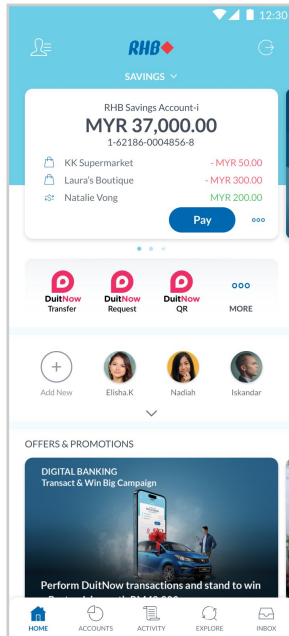 12:30
RHB
SAVINGS
RHB Savings Account-i
MYR 37,000.00
1-62186-0004856-8
KK Supermarket - MYR 50.00
Laura's Boutique - MYR 300.00
Natalie Vong MYR 200.00
Pay
DuitNow DuitNow DuitNow
Transfer Request QR MORE
Add New Elisha.K Nadiah Iskandar
OFFERS & PROMOTIONS
DIGITAL BANKING
Transact & Win Big Campaign
Perform DuitNow transactions and stand to win
HOME ACCOUNTS ACTIVITY EXPLORE INBOX